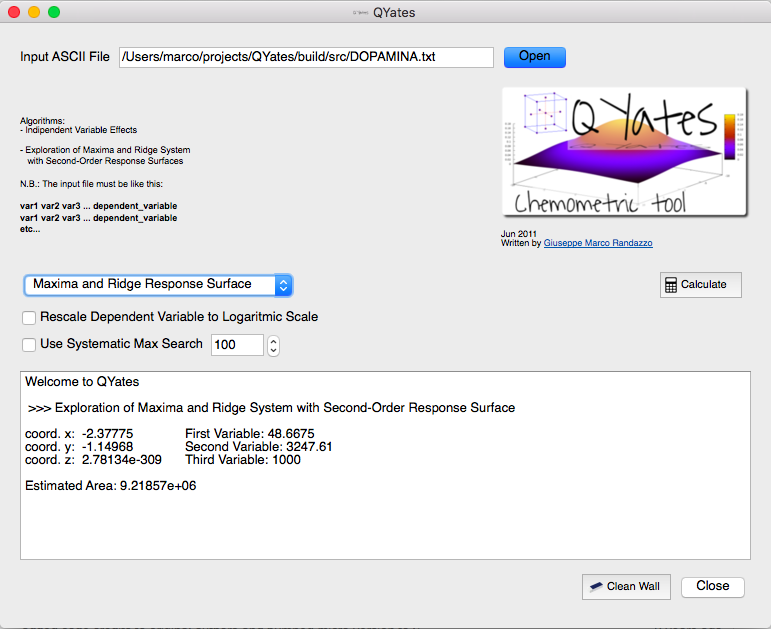 QYates
Input ASCII File
/Users/marco/projects/QYates/build/src/DOPAMINA.txt
Open
Algorithms:
- Indipendent Variable Effects
- Exploration of Maxima and Ridge System
with Second-Order Response Surfaces
N.B.: The input file must be like this:
var1 var2 var3 ... dependent_variable
var1 var2 var3 ... dependent_variable
etc...
QYates
Chemometric tool
Jun 2011
Written by Giuseppe Marco Randazzo
Maxima and Ridge Response Surface
Calculate
Rescale Dependent Variable to Logaritmic Scale
Use Systematic Max Search
100
Welcome to QYates
>>> Exploration of Maxima and Ridge System with Second-Order Response Surface
coord. x: -2.37775 First Variable: 48.6675
coord. y: -1.14968 Second Variable: 3247.61
coord. z: 2.78134e-309 Third Variable: 1000
Estimated Area: 9.21857e+06
Clean Wall
Close